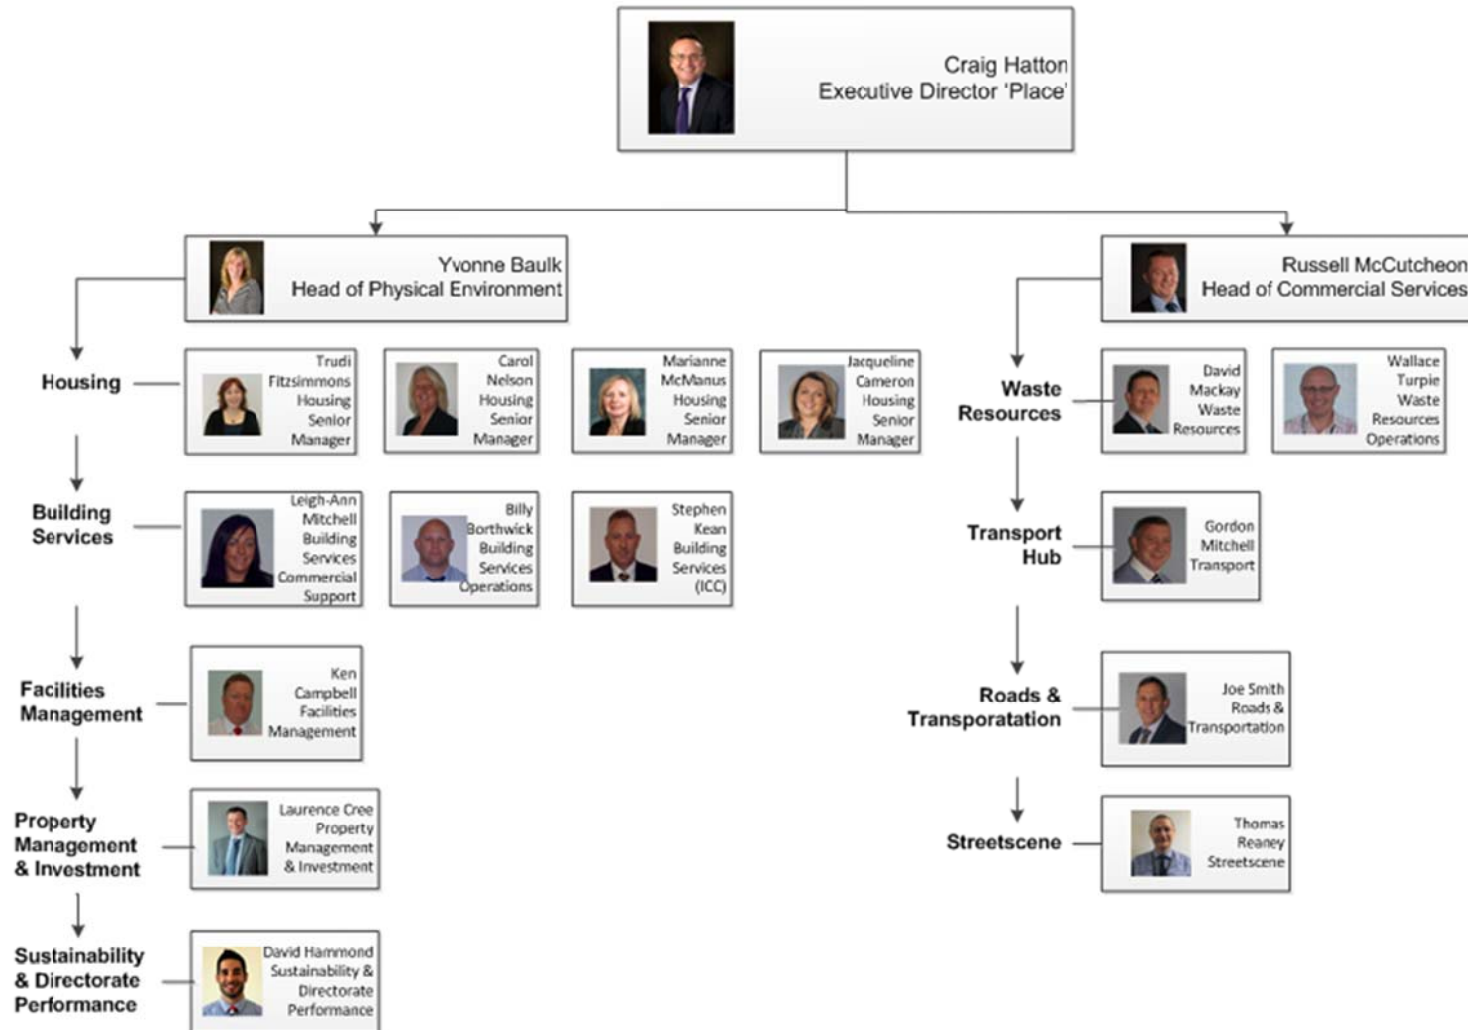 Craig Hatton
Executive Director 'Place'
Yvonne Baulk
Head of Physical Environment
Russell McCutcheon
Head of Commercial Services
Housing
Trudi
Fitzsimmons
Housing
Senior
Manager
Carol
Nelson
Housing
Senior
Manager
Marianne
McManus
Housing
Senior
Manager
Jacqueline
Cameron
Housing
Senior
Manager
Waste
Resources
David
Mackay
Waste
Resources
Wallace
Turpie
Waste
Resources
Operations
Building
Services
Leigh-Ann
Mitchell
Building
Services
Commercial
Support
Billy
Borthwick
Building
Services
Operations
Stephen
Kean
Building
Services
(ICC)
Transport
Hub
Gordon
Mitchell
Transport
Facilities
Management
Ken
Campbell
Facilities
Management
Roads &
Transporatation
Joe Smith
Roads &
Transportation
Property
Management
& Investment
Laurence Cree
Property
Management
& Investment
Streetscene
Thomas
Reaney
Streetscene
Sustainability
& Directorate
Performance
David Hammond
Sustainability &
Directorate
Performance